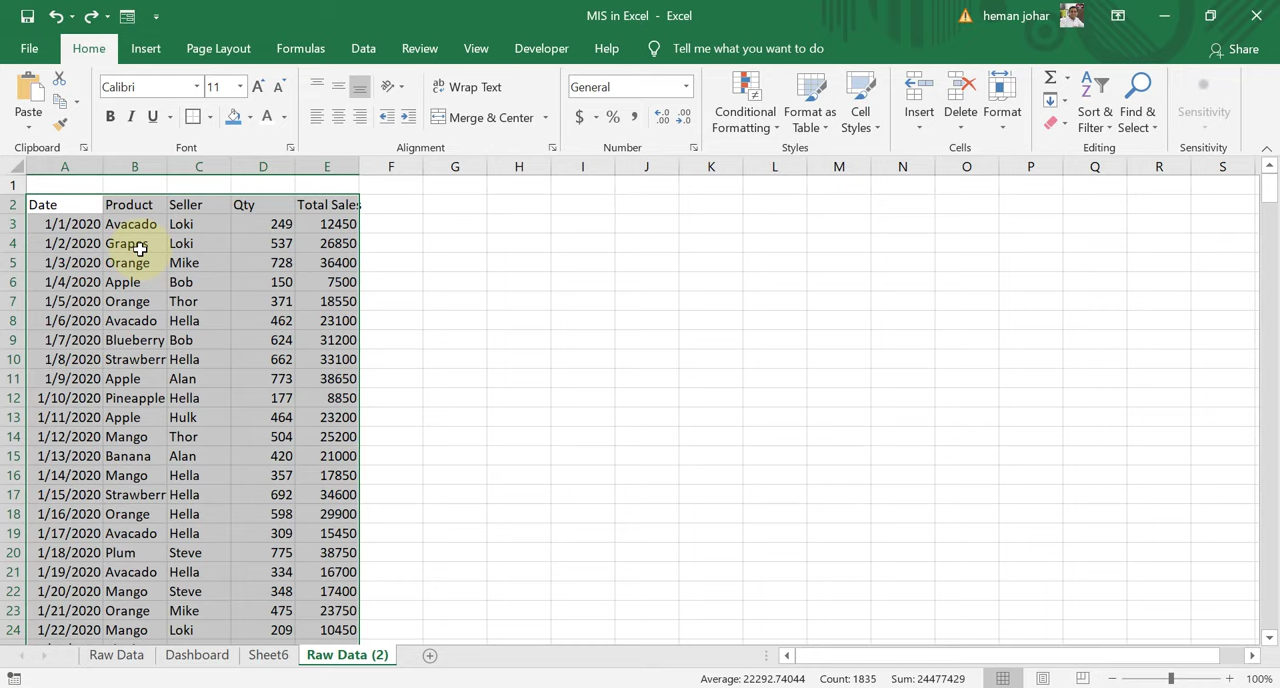 MIS in Excel - Excel
heman johar
File Home Insert Page Layout Formulas Data Review View Developer Help Tell me what you want to do Share
Paste
Calibri 11
Wrap Text
Merge & Center
General
Conditional Formatting
Format as Table
Cell Styles
Insert Delete Format
Sort & Filter
Find & Select
Sensitivity
Clipboard Font Alignment Number Styles Cells Editing Sensitivity
A B C D E F G H I J K L M N O P Q R S
1
2 Date Product Seller Qty Total Sales
3 1/1/2020 Avacado Loki 249 12450
4 1/2/2020 Grapes Loki 537 26850
5 1/3/2020 Orange Mike 728 36400
6 1/4/2020 Apple Bob 150 7500
7 1/5/2020 Orange Thor 371 18550
8 1/6/2020 Avacado Hella 462 23100
9 1/7/2020 Blueberry Bob 624 31200
10 1/8/2020 Strawberr Hella 662 33100
11 1/9/2020 Apple Alan 773 38650
12 1/10/2020 Pineapple Hella 177 8850
13 1/11/2020 Apple Hulk 464 23200
14 1/12/2020 Mango Thor 504 25200
15 1/13/2020 Banana Alan 420 21000
16 1/14/2020 Mango Hella 357 17850
17 1/15/2020 Strawberr Hella 692 34600
18 1/16/2020 Orange Hella 598 29900
19 1/17/2020 Avacado Hella 309 15450
20 1/18/2020 Plum Steve 775 38750
21 1/19/2020 Avacado Hella 334 16700
22 1/20/2020 Mango Steve 348 17400
23 1/21/2020 Orange Mike 475 23750
24 1/22/2020 Mango Loki 209 10450
Raw Data Dashboard Sheet6 Raw Data (2)
Average: 22292.74044 Count: 1835 Sum: 24477429 100%